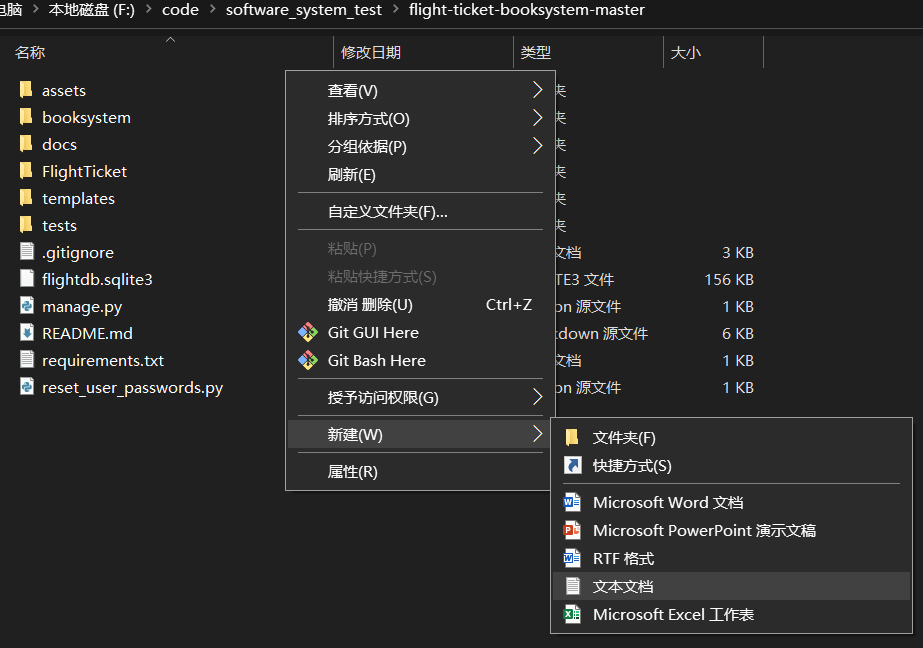 电脑 > 本地磁盘 (F:) > code > software_system_test > flight-ticket-booksystem-master
名称 修改日期 类型 大小
assets
booksystem
docs
FlightTicket
templates
tests
.gitignore 文档 3 KB
flightdb.sqlite3 TE3 文件 156 KB
manage.py on 源文件 1 KB
README.md kdown 源文件 6 KB
requirements.txt 文档 1 KB
reset_user_passwords.py on 源文件 1 KB
夹
夹
夹
夹
夹
夹
查看(V)
排序方式(O)
分组依据(P)
刷新(E)
自定义文件夹(F)...
粘贴(P)
粘贴快捷方式(S)
撤消 删除(U) Ctrl+Z
Git GUI Here
Git Bash Here
授予访问权限(G)
新建(W)
属性(R)
文件夹(F)
快捷方式(S)
Microsoft Word 文档
Microsoft PowerPoint 演示文稿
RTF 格式
文本文档
Microsoft Excel 工作表